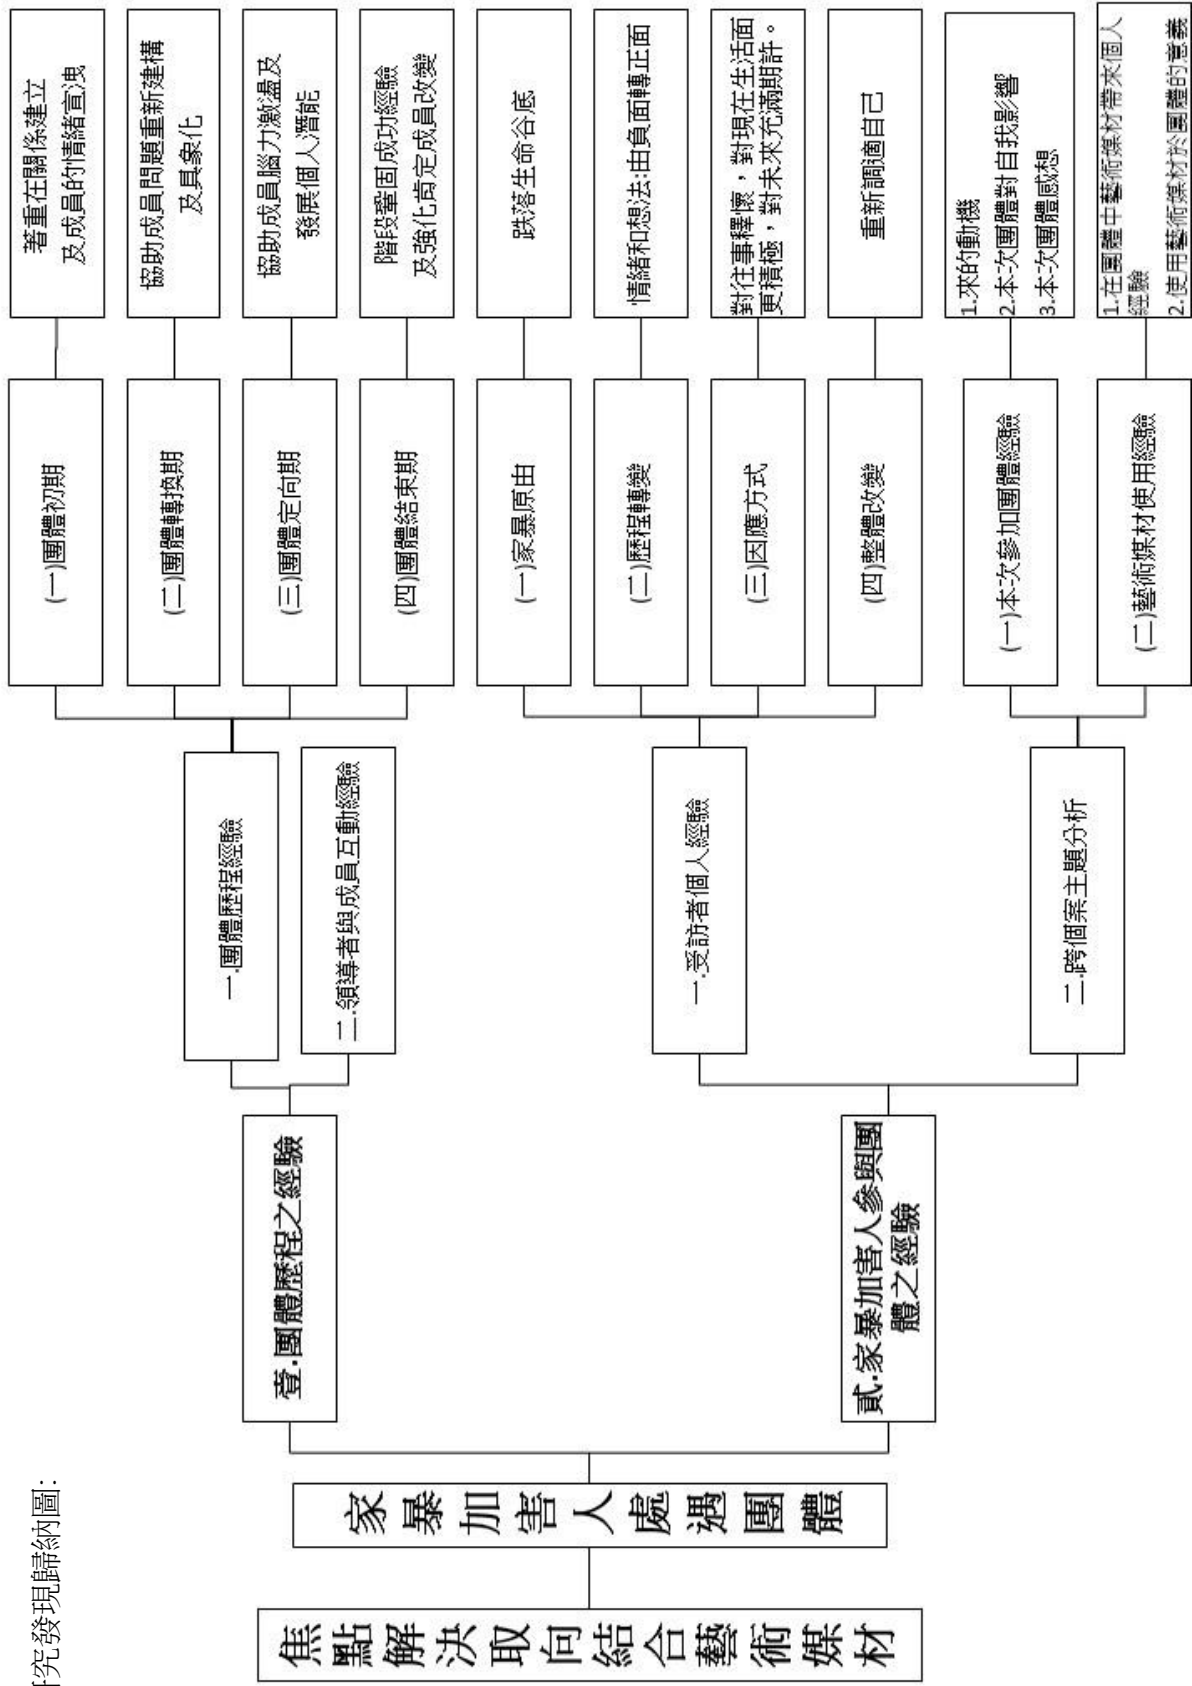 究發現歸納圖:
焦點解決取向結合藝術媒材
家暴加害人處遇團體
壹.團體歷程之經驗
一.團體歷程經驗
(一)團體初期
著重在關係建立
及成員的情緒宣洩
(二)團體轉換期
協助成員問題重新建構
及具象化
(三)團體定向期
協助成員腦力激盪及
發展個人潛能
(四)團體結束期
階段鞏固成功經驗
及強化肯定成員改變
二.領導者與成員互動經驗
貳.家暴加害人參與團
體之經驗
一.受訪者個人經驗
(一)家暴原由
跌落生命谷底
(二)歷程轉變
情緒和想法:由負面轉正面
(三)因應方式
對往事釋懷，對現在生活面
更積極，對未來充滿期許。
(四)整體改變
重新調適自己
二.跨個案主題分析
(一)本次參加團體經驗
1.來的動機
2.本次團體對自我影響
3.本次團體感想
(二)藝術媒材使用經驗
1.在團體中藝術媒材帶來個人
經驗
2.使用藝術媒材於團體的意義